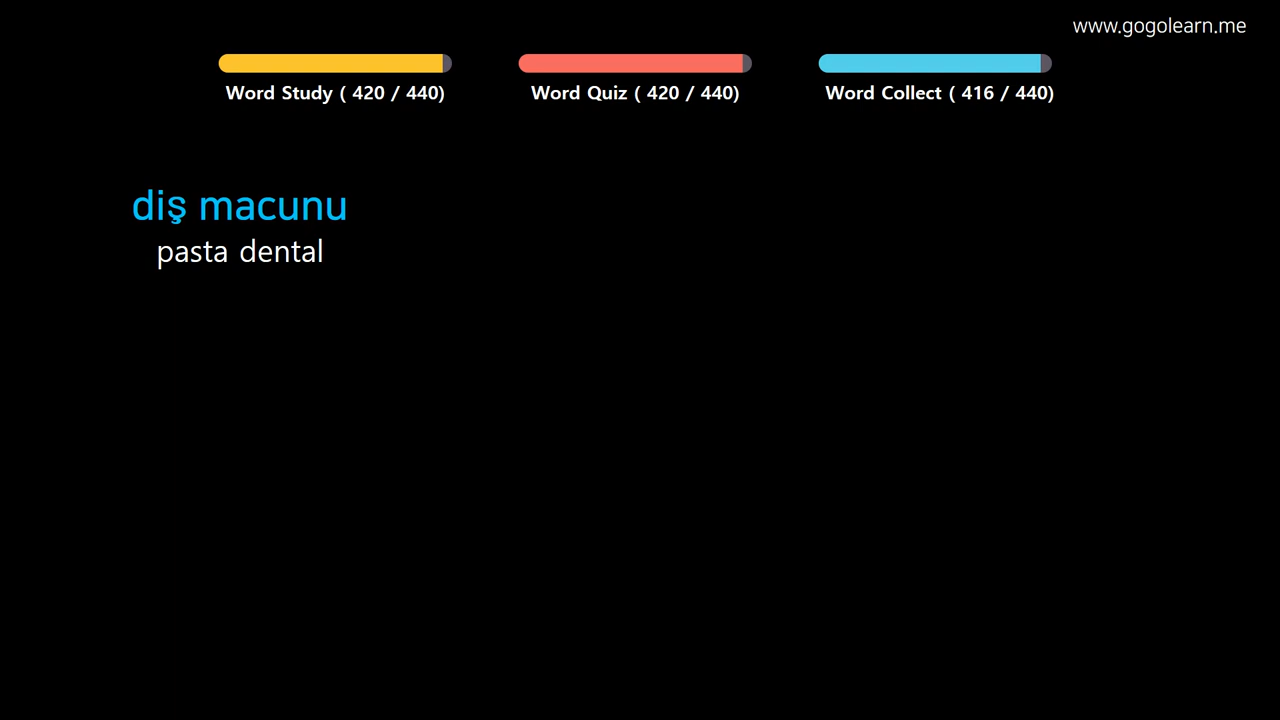 www.gogolearn.me
Word Study ( 420 / 440)
Word Quiz ( 420 / 440)
Word Collect ( 416 / 440)
diş macunu
pasta dental